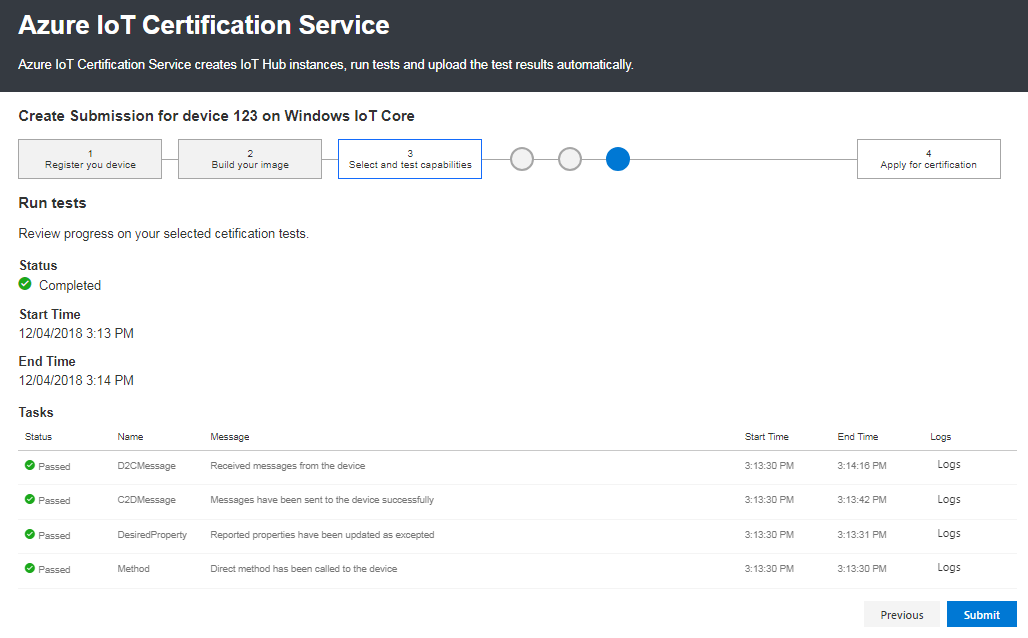 Azure IoT Certification Service
Azure IoT Certification Service creates IoT Hub instances, run tests and upload the test results automatically.
Create Submission for device 123 on Windows IoT Core
1
Register you device
2
Build your image
3
Select and test capabilities
4
Apply for certification
Run tests
Review progress on your selected cetification tests.
Status
Completed
Start Time
12/04/2018 3:13 PM
End Time
12/04/2018 3:14 PM
Tasks
Status Name Message Start Time End Time Logs
Passed D2CMessage Received messages from the device 3:13:30 PM 3:14:16 PM Logs
Passed C2DMessage Messages have been sent to the device successfully 3:13:30 PM 3:13:42 PM Logs
Passed DesiredProperty Reported properties have been updated as excepted 3:13:30 PM 3:13:31 PM Logs
Passed Method Direct method has been called to the device 3:13:30 PM 3:13:30 PM Logs
Previous Submit